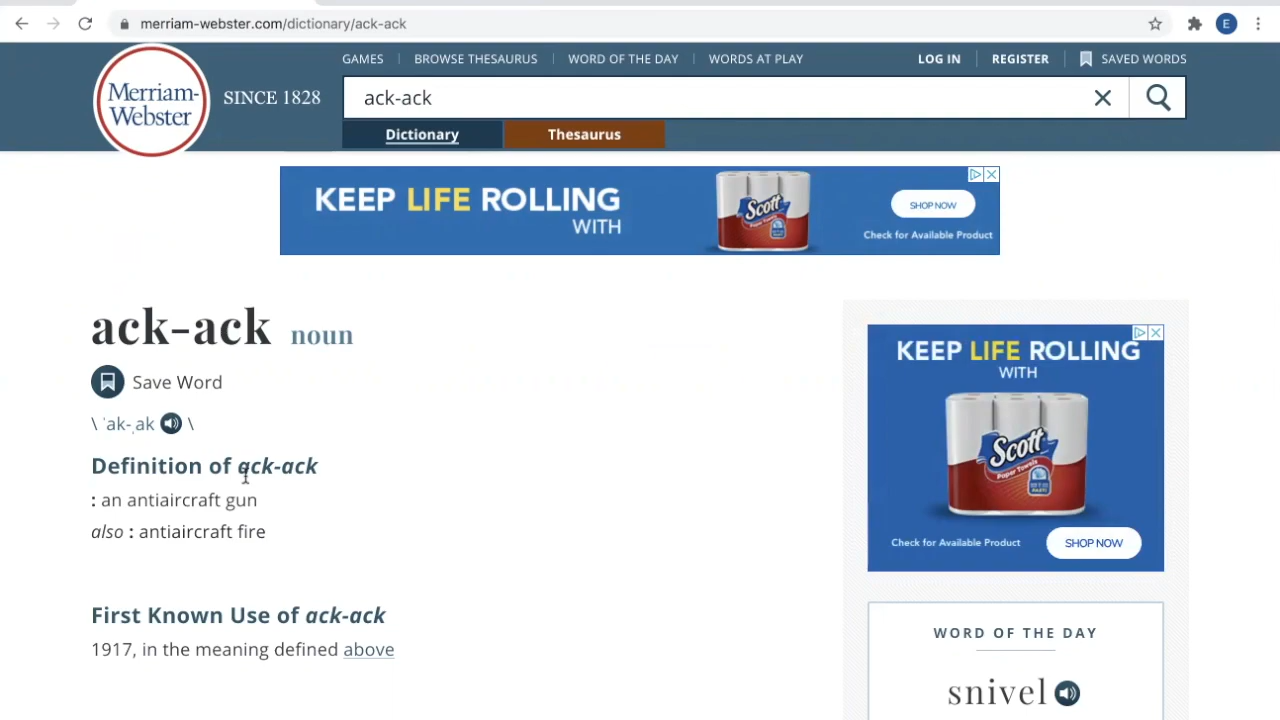 merriam-webster.com/dictionary/ack-ack
E
GAMES
BROWSE THESAURUS
WORD OF THE DAY
WORDS AT PLAY
LOG IN
REGISTER
SAVED WORDS
Merriam-
Webster
SINCE 1828
ack-ack
Dictionary
Thesaurus
KEEP LIFE ROLLING
WITH
Scott
Paper Towels
SHOP NOW
Check for Available Product
ack-ack noun
Save Word
\ ˈak-ˌak \
Definition of ack-ack
: an antiaircraft gun
also : antiaircraft fire
First Known Use of ack-ack
1917, in the meaning defined above
KEEP LIFE ROLLING
WITH
Scott
Paper Towels
Check for Available Product
SHOP NOW
WORD OF THE DAY
snivel